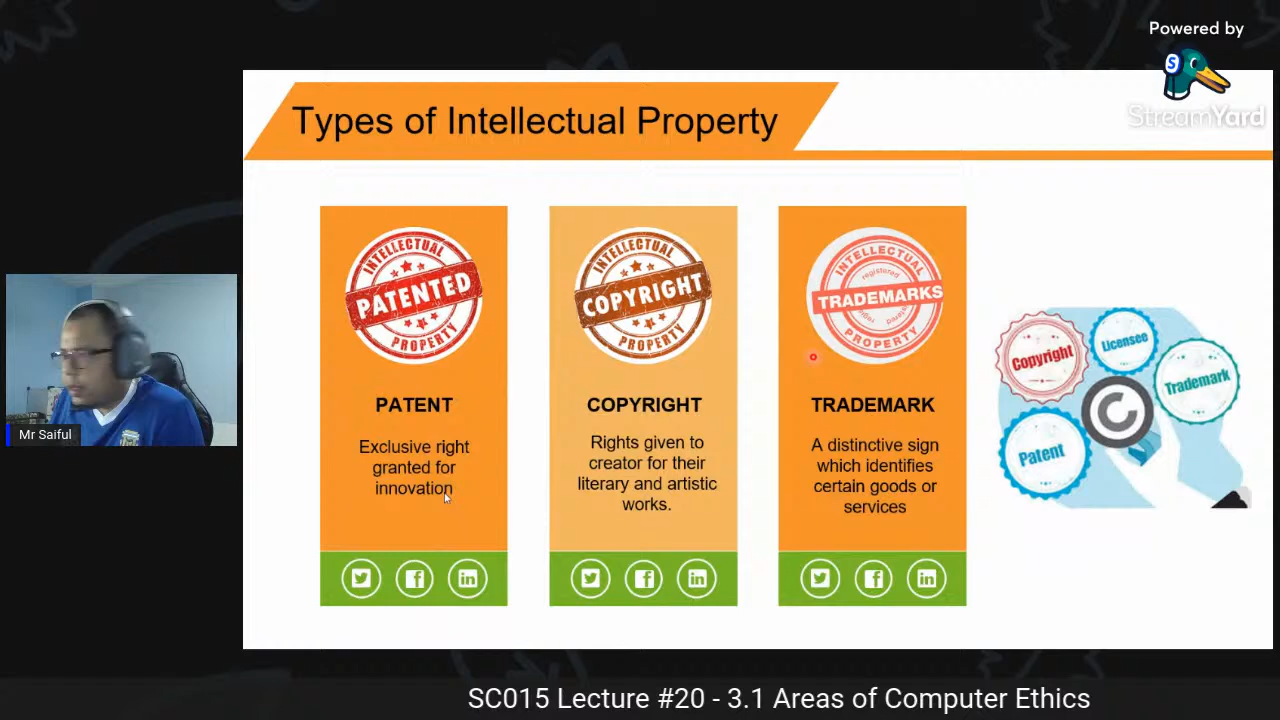 Powered by
StreamYard
Types of Intellectual Property
INTELLECTUAL
PATENTED
PROPERTY
PATENT
Exclusive right
granted for
innovation
INTELLECTUAL
COPYRIGHT
PROPERTY
COPYRIGHT
Rights given to
creator for their
literary and artistic
works.
INTELLECTUAL
registered
TRADEMARKS
PROPERTY
TRADEMARK
A distinctive sign
which identifies
certain goods or
services
Copyright
Licensee
Trademark
Patent
C
Mr Saiful
SC015 Lecture #20 - 3.1 Areas of Computer Ethics